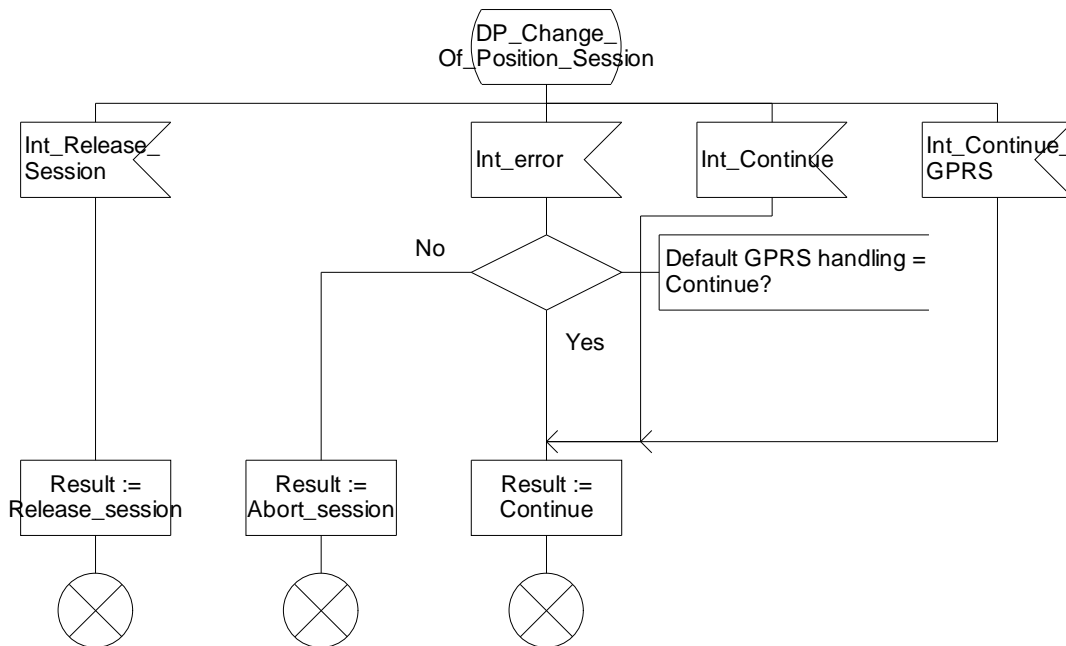 DP_Change_
Of_Position_Session
Int_Release_
Session
Int_error
Int_Continue
Int_Continue_
GPRS
No
Default GPRS handling =
Continue?
Yes
Result :=
Release_session
Result :=
Abort_session
Result :=
Continue